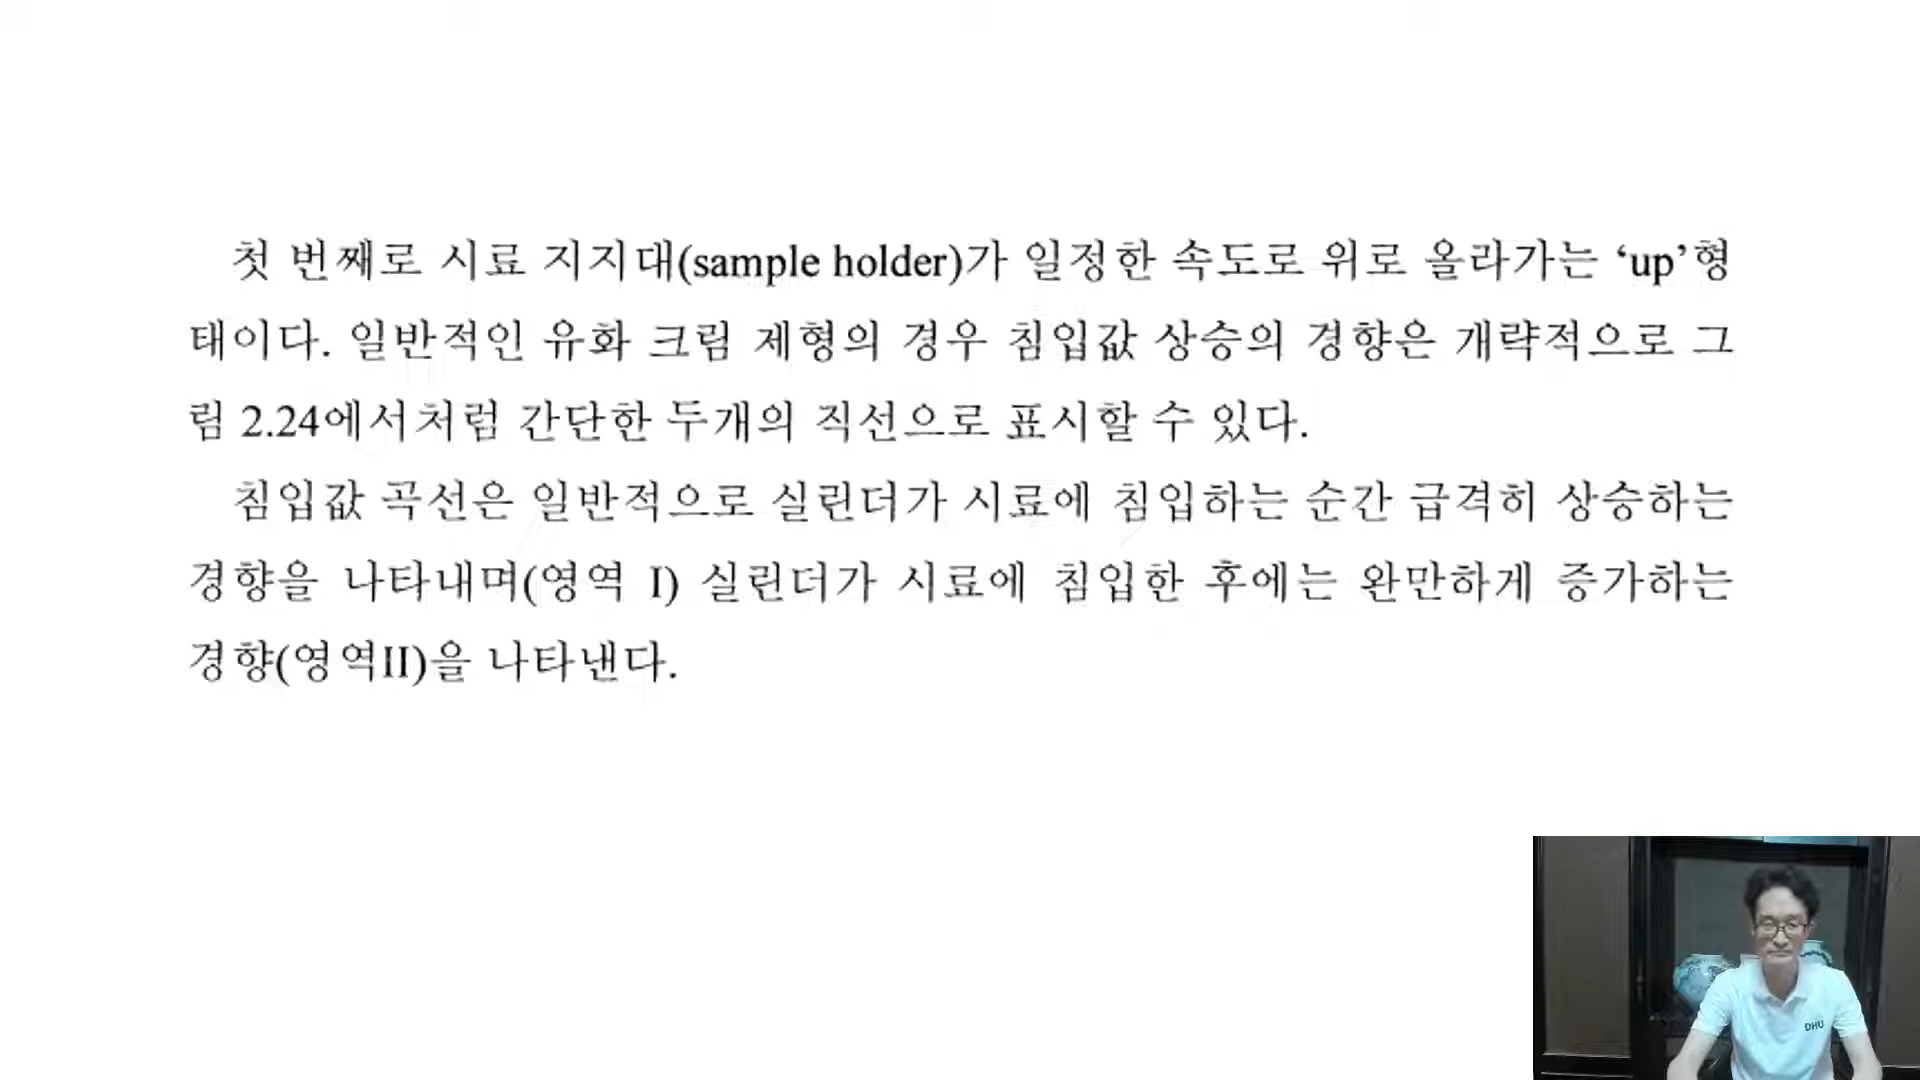 첫 번째로 시료 지지대(sample holder)가 일정한 속도로 위로 올라가는 ‘up’형
태이다. 일반적인 유화 크림 제형의 경우 침입값 상승의 경향은 개략적으로 그
림 2.24에서처럼 간단한 두개의 직선으로 표시할 수 있다.
침입값 곡선은 일반적으로 실린더가 시료에 침입하는 순간 급격히 상승하는
경향을 나타내며(영역 I) 실린더가 시료에 침입한 후에는 완만하게 증가하는
경향(영역II)을 나타낸다.
DHU